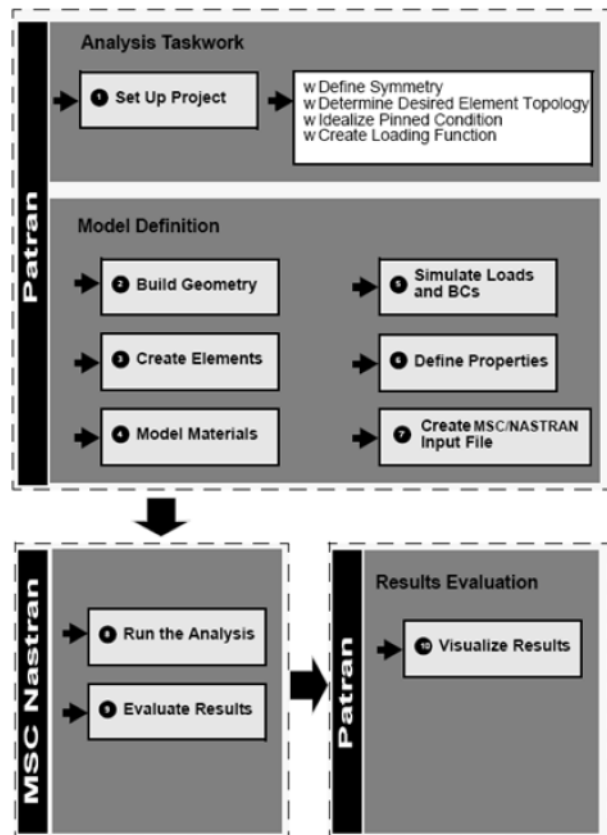 Patran
Analysis Taskwork
1 Set Up Project
w Define Symmetry
w Determine Desired Element Topology
w Idealize Pinned Condition
w Create Loading Function
Model Definition
2 Build Geometry
3 Create Elements
4 Model Materials
5 Simulate Loads
and BCs
6 Define Properties
7 Create MSC/NASTRAN
Input File
MSC Nastran
8 Run the Analysis
9 Evaluate Results
Patran
Results Evaluation
10 Visualize Results